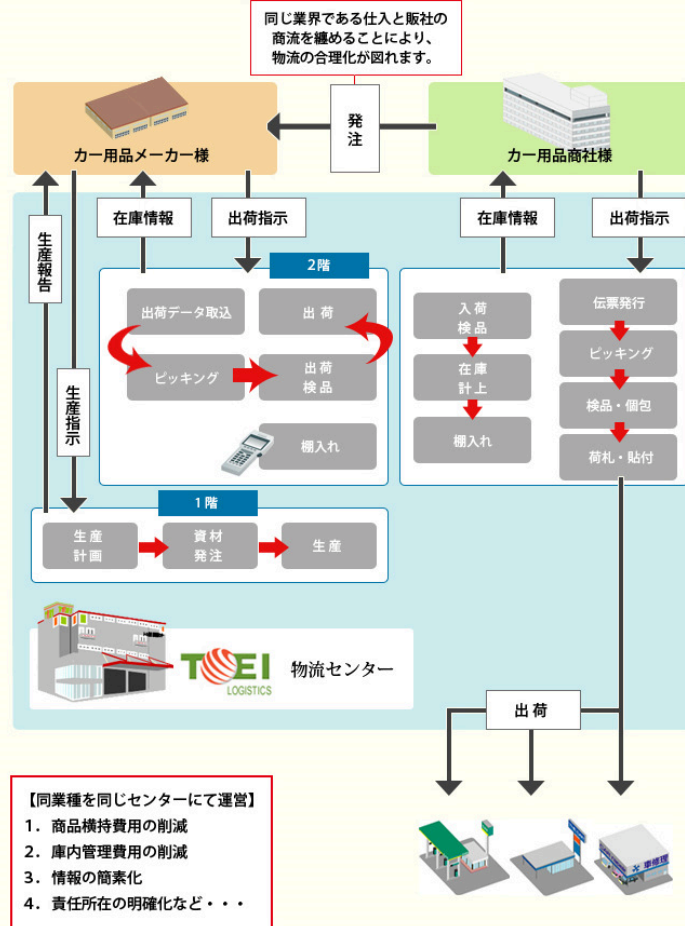 同じ業界である仕入と販社の
商流を纏めることにより、
物流の合理化が図れます。
発注
カー用品メーカー様
カー用品商社様
在庫情報
出荷指示
在庫情報
出荷指示
生産報告
生産指示
2階
出荷データ取込
出 荷
ピッキング
出荷
検品
棚入れ
入荷
検品
在庫
計上
棚入れ
伝票発行
ピッキング
検品・個包
荷札・貼付
1階
生産
計画
資材
発注
生産
TOEI
LOGISTICS
物流センター
出 荷
【同業種を同じセンターにて運営】
1. 商品横持費用の削減
2. 庫内管理費用の削減
3. 情報の簡素化
4. 責任所在の明確化など・・・
車修理